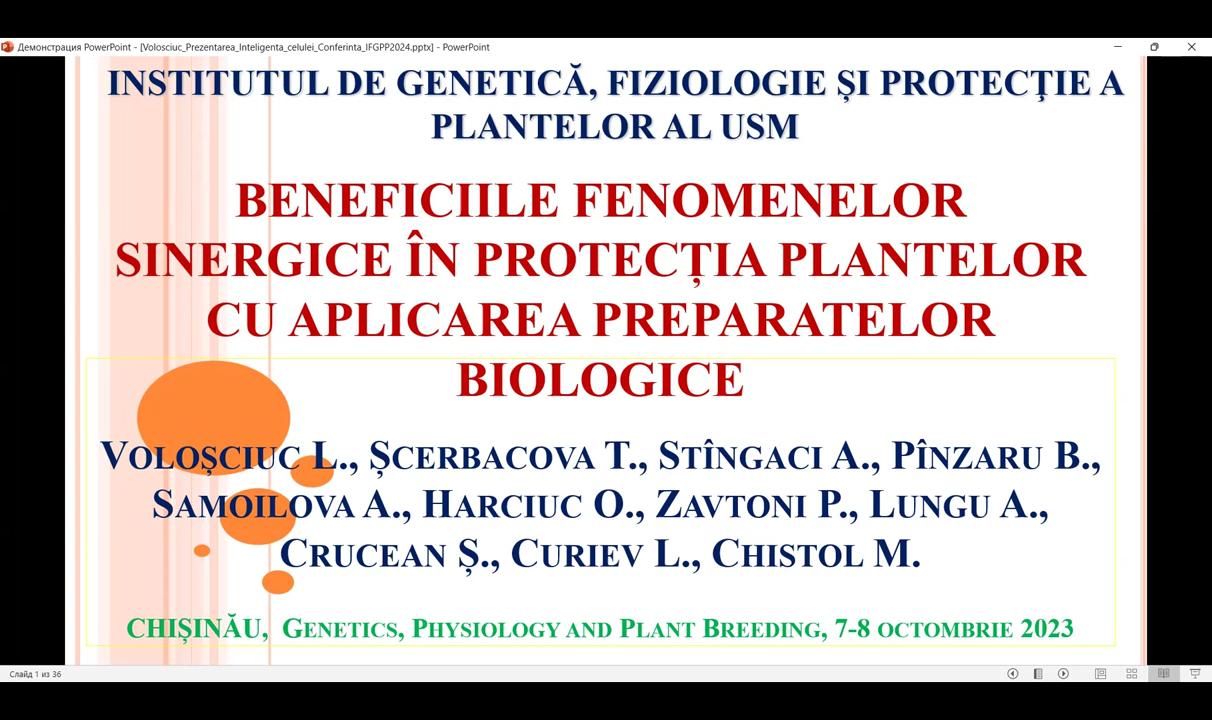 Демонстрация PowerPoint - [Volosciuc_Prezentarea_Inteligenta_celulei_Conferinta_IFGPP2024.pptx] - PowerPoint
INSTITUTUL DE GENETICĂ, FIZIOLOGIE ȘI PROTECŢIE A
PLANTELOR AL USM
BENEFICIILE FENOMENELOR
SINERGICE ÎN PROTECȚIA PLANTELOR
CU APLICAREA PREPARATELOR
BIOLOGICE
VOLOȘCIUC L., ȘCERBACOVA T., STÎNGACI A., PÎNZARU B.,
SAMOILOVA A., HARCIUC O., ZAVTONI P., LUNGU A.,
CRUCEAN Ș., CURIEV L., CHISTOL M.
CHIȘINĂU, GENETICS, PHYSIOLOGY AND PLANT BREEDING, 7-8 OCTOMBRIE 2023
Слайд 1 из 36